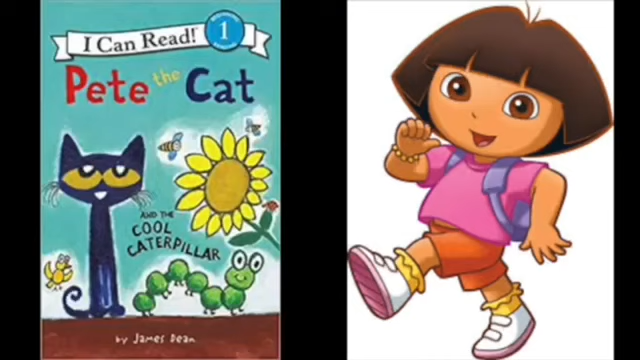 I Can Read!
1
Pete the Cat
AND THE
COOL
CATERPILLAR
by James Dean